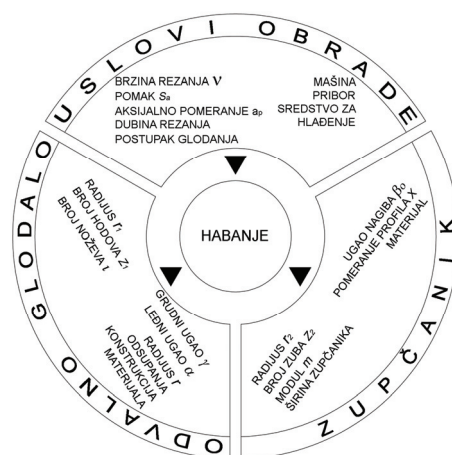 USLOVI OBRADE
BRZINA REZANJA V
POMAK Sa
AKSIJALNO POMERANJE ap
DUBINA REZANJA
POSTUPAK GLODANJA
MAŠINA
PRIBOR
SREDSTVO ZA
HLAĐENJE
HABANJE
ODVALNO GLODALO
RADIJUS r1
BROJ HODOVA Z1
BROJ NOŽEVA ι
GRUDNI UGAO γ
LEĐNI UGAO α
RADIJUS r
ODSUPANJA
KONSTRUKCIJA
MATERIJALA
ZUPČANIK
UGAO NAGIBA β0
POMERANJE PROFILA X
MATERIJAL
RADIJUS r2
BROJ ZUBA Z2
MODUL m
ŠIRINA ZUPČANIKA